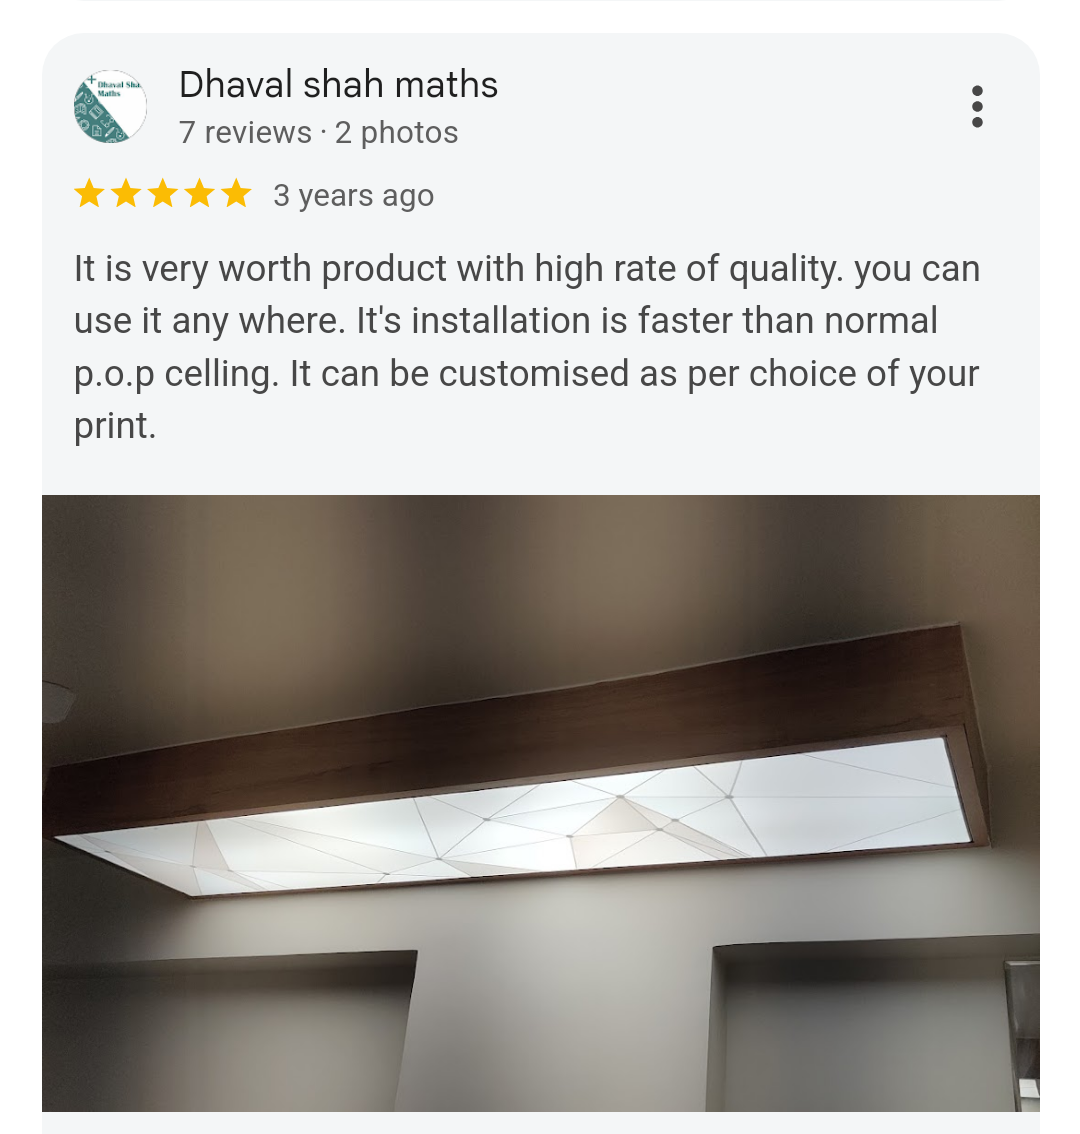 Dhaval Sha
Maths
Dhaval shah maths
7 reviews · 2 photos
3 years ago
It is very worth product with high rate of quality. you can
use it any where. It's installation is faster than normal
p.o.p celling. It can be customised as per choice of your
print.